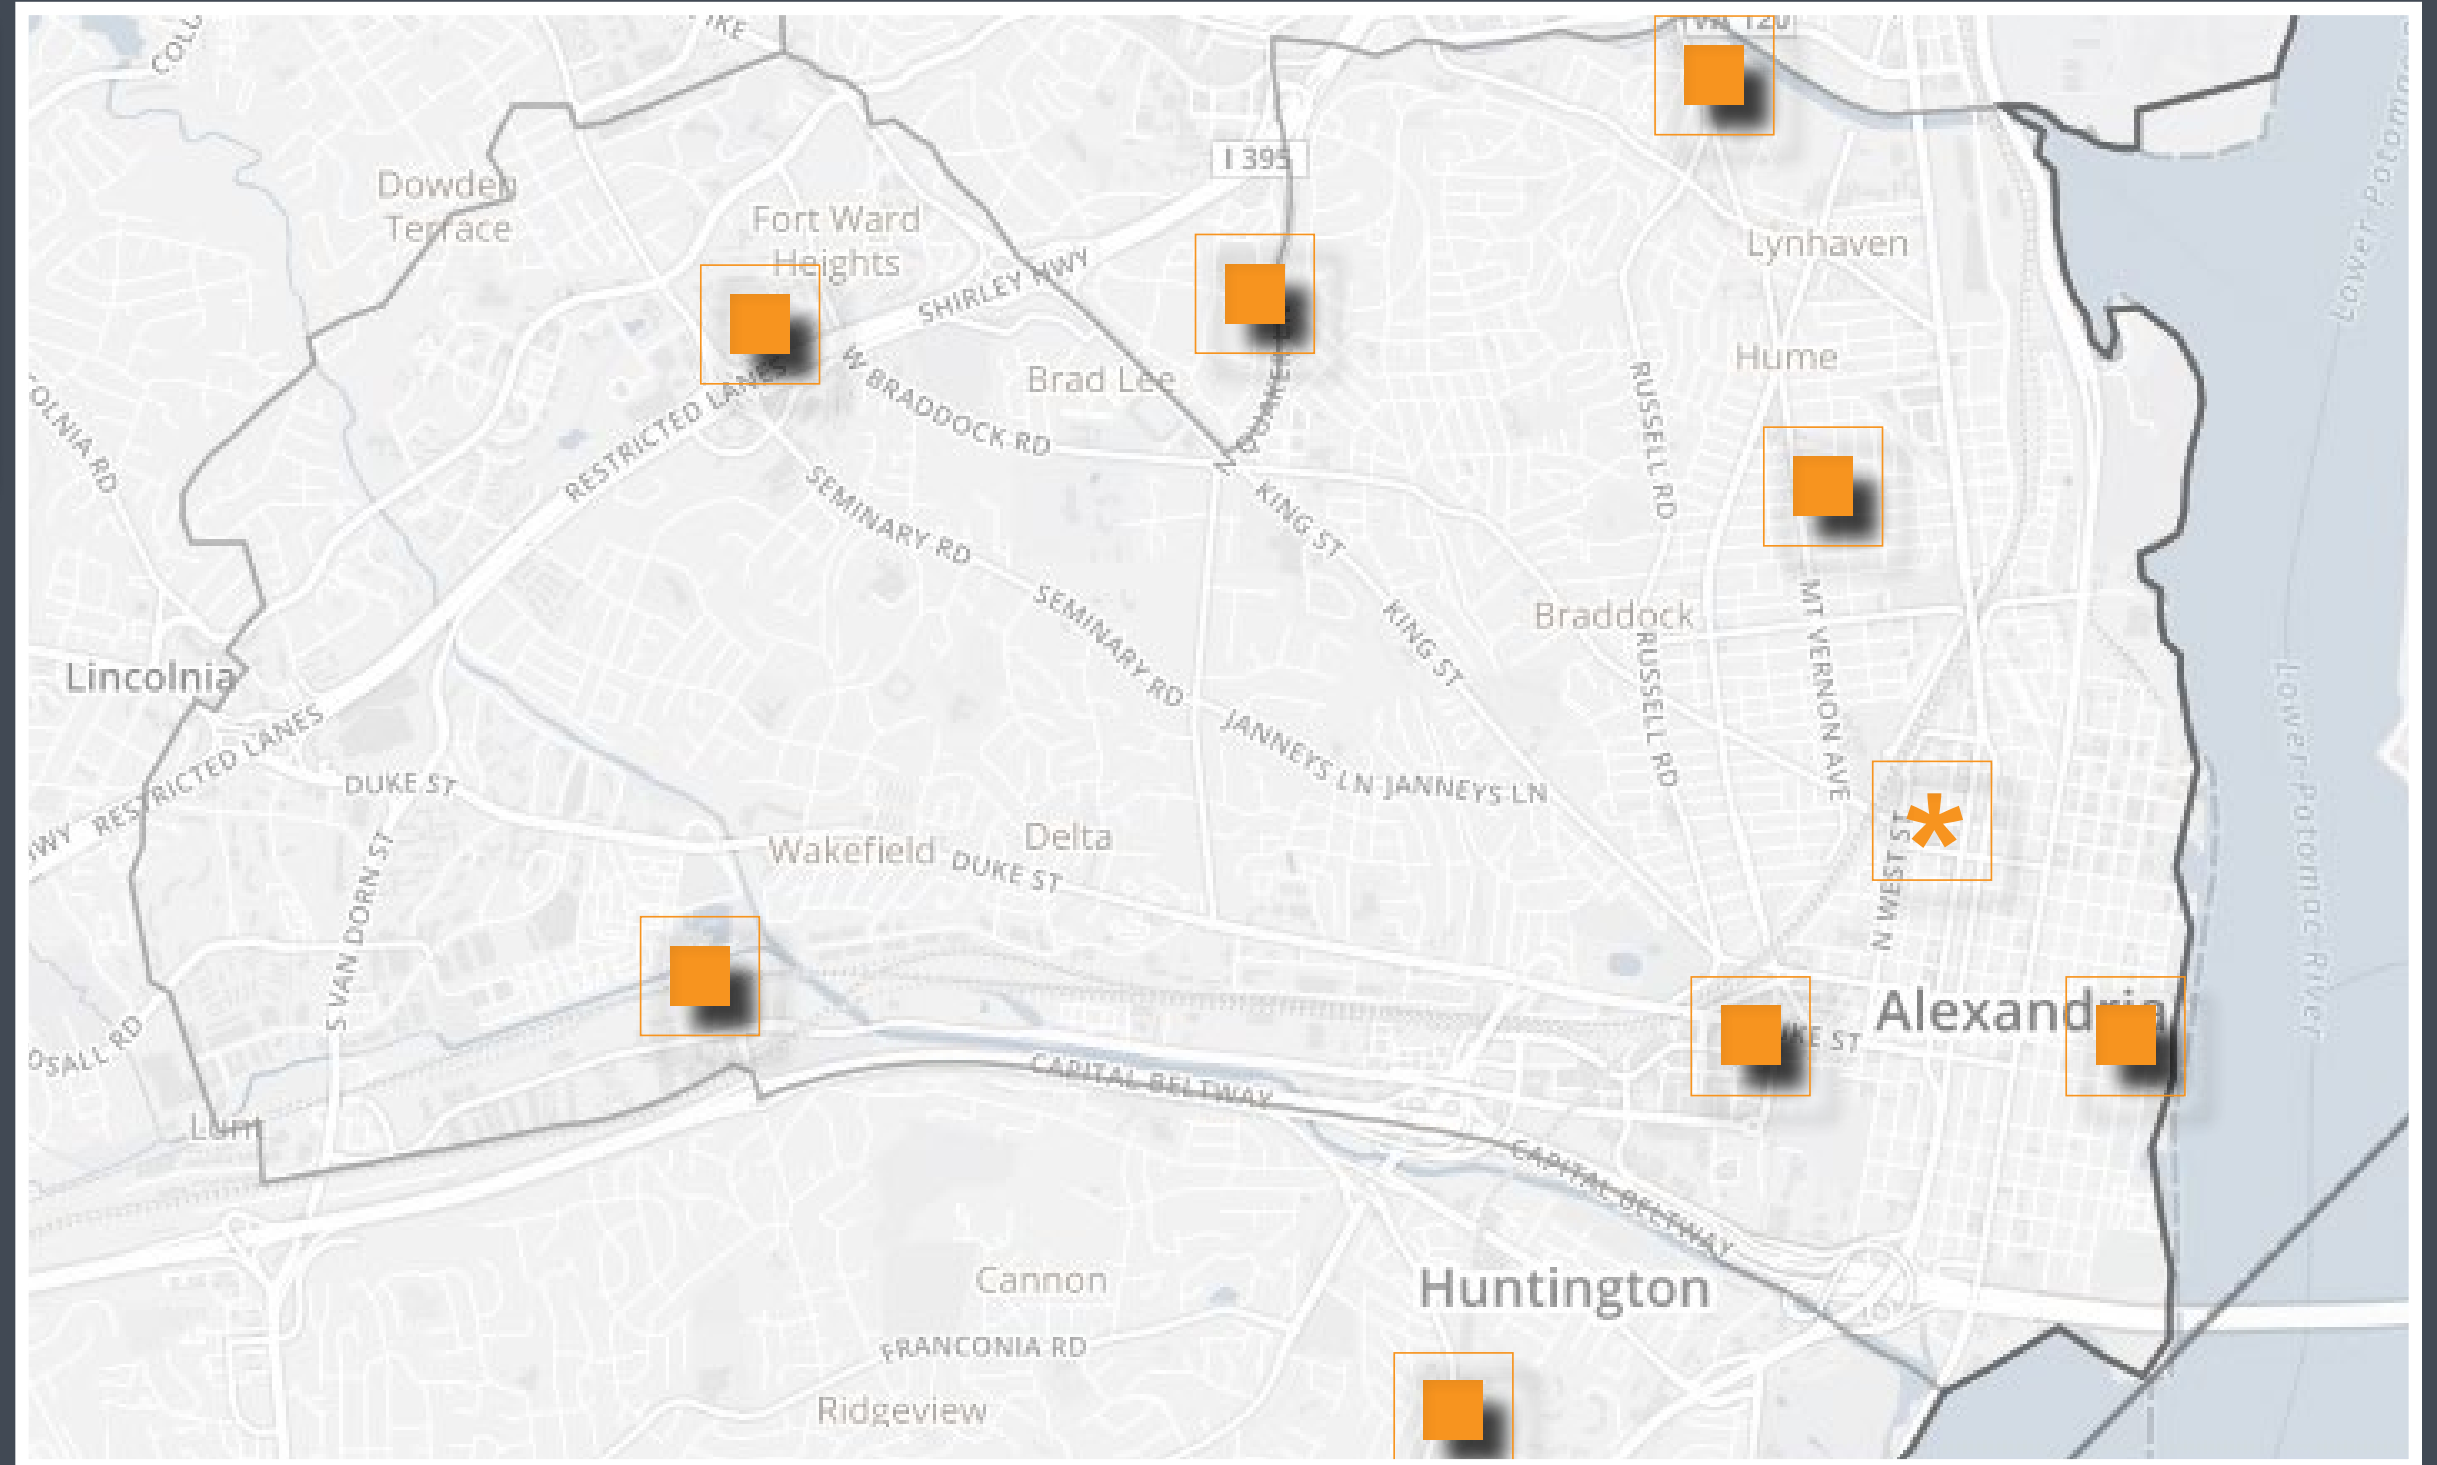 VA 120
I 395
Dowden
Terrace
Fort Ward
Heights
SHIRLEY HWY
Lynhaven
Hume
Brad Lee
W BRADDOCK RD
RESTRICTED LANES
RUSSELL RD
SEMINARY RD
KING ST
SEMINARY RD
KING ST
Braddock
MT VERNON AVE
RUSSELL RD
Lincolnia
RESTRICTED LANES
JANNEYS LN
JANNEYS LN
DUKE ST
Wakefield
Delta
DUKE ST
S VAN DORN ST
*
N WEST ST
Alexandria
Lower Potomac River
CAPITAL BELTWAY
CAPITAL BELTWAY
Cannon
Huntington
FRANCONIA RD
Ridgeview